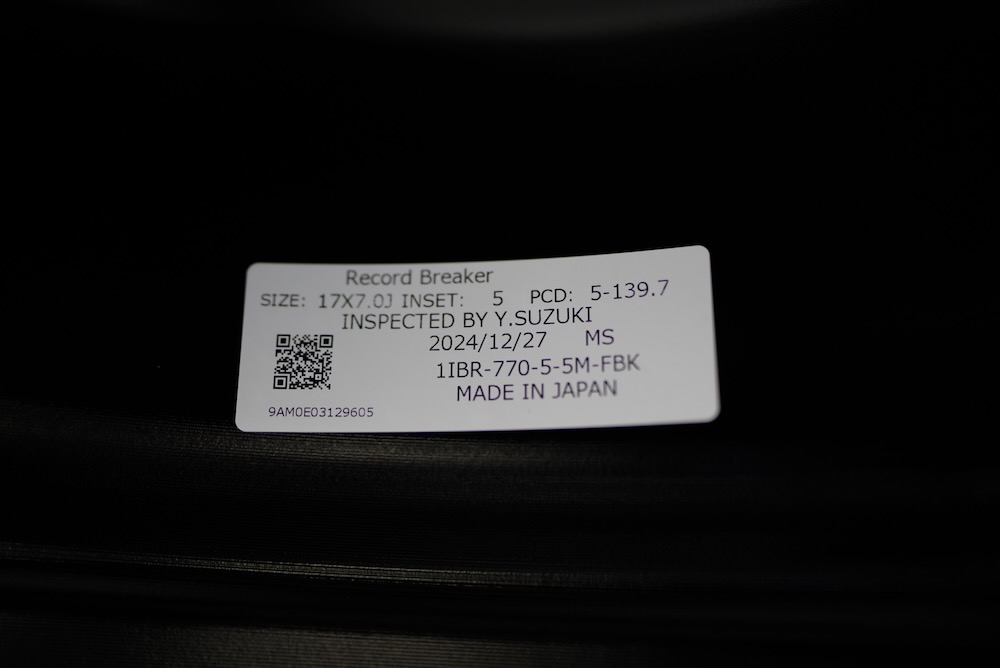 Record Breaker
SIZE: 17X7.0J INSET: 5 PCD: 5-139.7
INSPECTED BY Y.SUZUKI
2024/12/27 MS
1IBR-770-5-5M-FBK
MADE IN JAPAN
9AM0E03129605